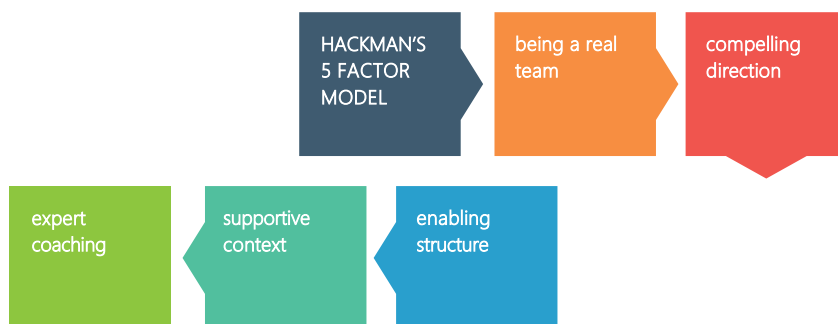 HACKMAN'S
5 FACTOR
MODEL
being a real
team
compelling
direction
enabling
structure
supportive
context
expert
coaching